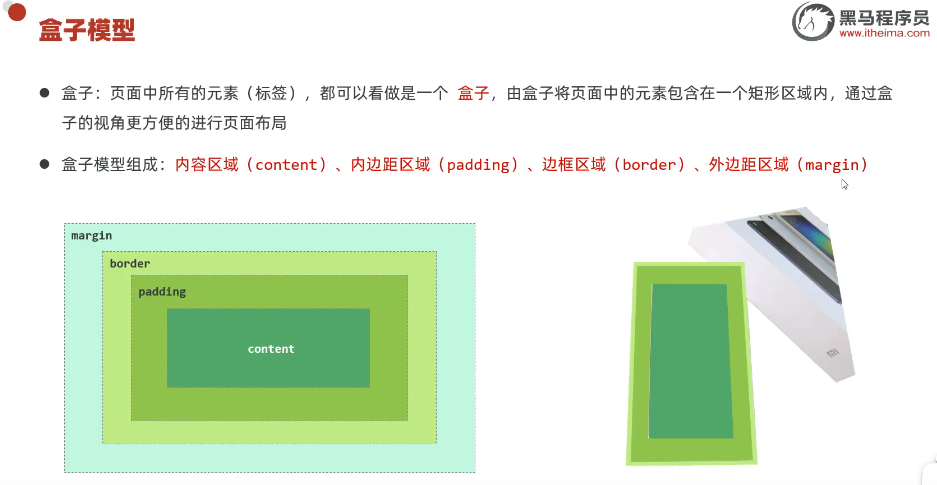 盒子模型
黑马程序员
www.itheima.com
● 盒子：页面中所有的元素（标签），都可以看做是一个 盒子，由盒子将页面中的元素包含在一个矩形区域内，通过盒
子的视角更方便的进行页面布局
● 盒子模型组成：内容区域（content）、内边距区域（padding）、边框区域（border）、外边距区域（margin）
margin
border
padding
content